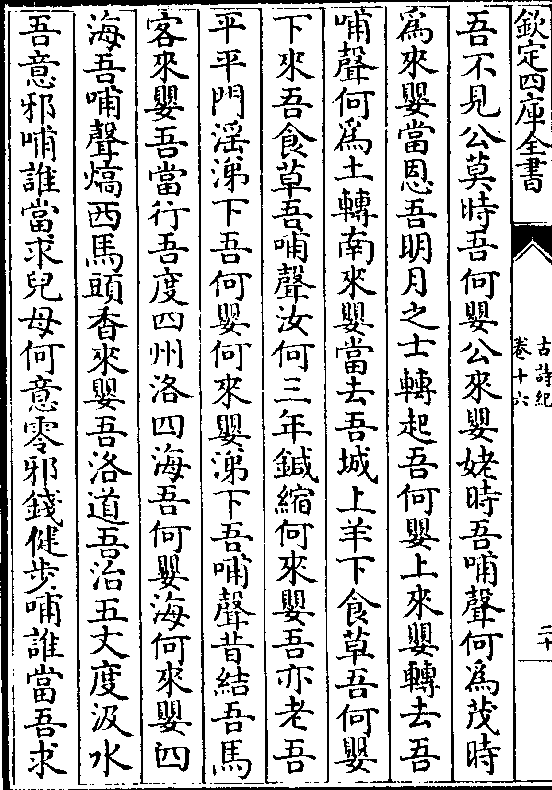 欽定四庫全書
古詩紀
卷十六
二十
吾不見公莫時吾何嬰公來嬰姥時吾哺聲何為茂時
為來嬰當恩吾明月之士轉起吾何嬰上來嬰轉去吾
哺聲何為土轉南來嬰當去吾城上羊下食草吾何嬰
下來吾食草吾哺聲汝何三年鍼縮何來嬰吾亦老吾
平平門滛涕下吾何嬰何來嬰涕下吾哺聲昔結吾馬
客來嬰吾當行吾度四州洛四海吾何嬰海何來嬰四
海吾哺聲熇西馬頭香來嬰吾洛道吾治五丈度汲水
吾意邪哺誰當求兒母何意零邪錢健步哺誰當吾求